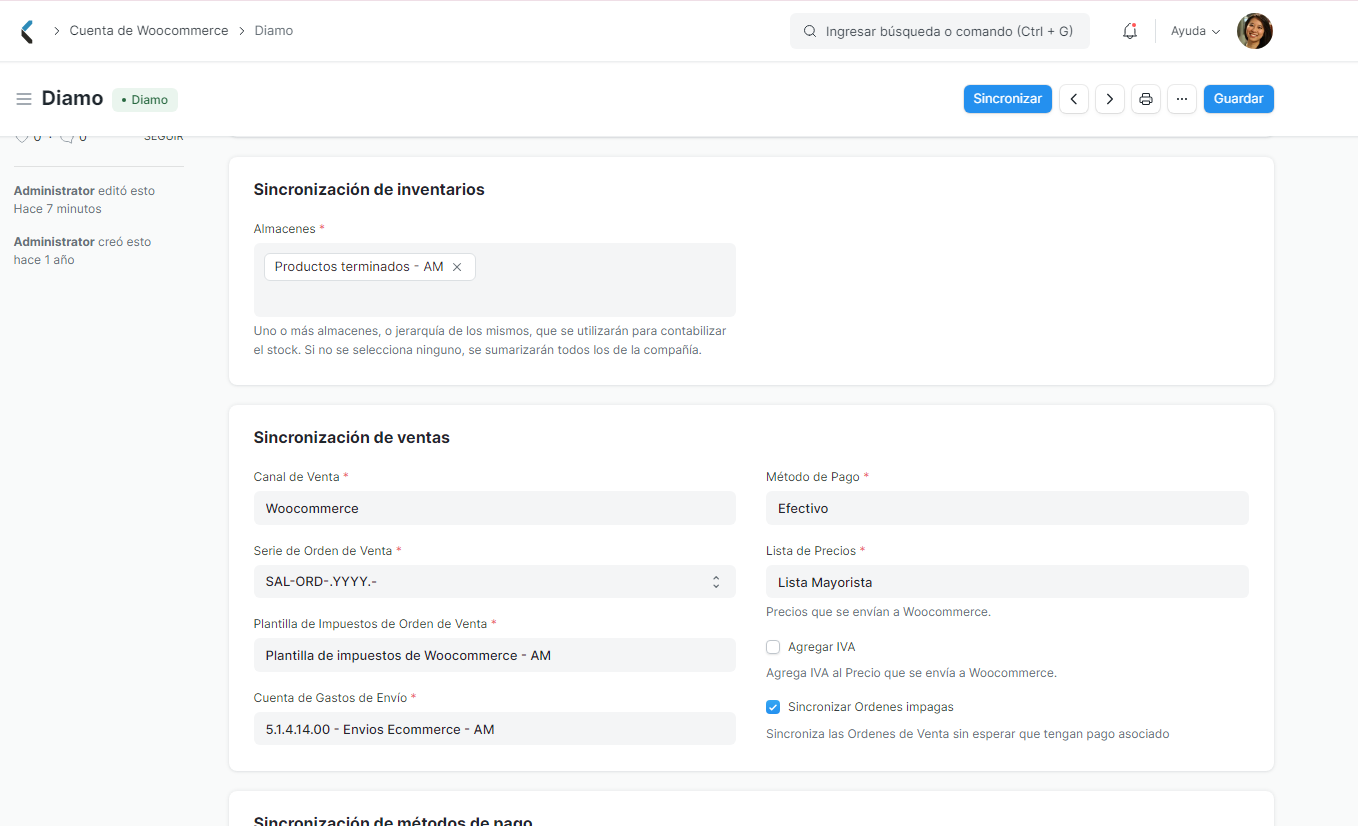 Cuenta de Woocommerce
Diamo
Ingresar búsqueda o comando (Ctrl + G)
Ayuda
Diamo
• Diamo
Sincronizar
Guardar
0 · 0
SEGUIR
Administrator editó esto
Hace 7 minutos
Administrator creó esto
hace 1 año
Sincronización de inventarios
Almacenes *
Productos terminados - AM
Uno o más almacenes, o jerarquía de los mismos, que se utilizarán para contabilizar
el stock. Si no se selecciona ninguno, se sumarizarán todos los de la compañía.
Sincronización de ventas
Canal de Venta *
Woocommerce
Serie de Orden de Venta *
SAL-ORD-.YYYY.-
Plantilla de Impuestos de Orden de Venta *
Plantilla de impuestos de Woocommerce - AM
Cuenta de Gastos de Envío *
5.1.4.14.00 - Envios Ecommerce - AM
Método de Pago *
Efectivo
Lista de Precios *
Lista Mayorista
Precios que se envían a Woocommerce.
Agregar IVA
Agrega IVA al Precio que se envía a Woocommerce.
Sincronizar Ordenes impagas
Sincroniza las Ordenes de Venta sin esperar que tengan pago asociado
Sincronización de métodos de pago